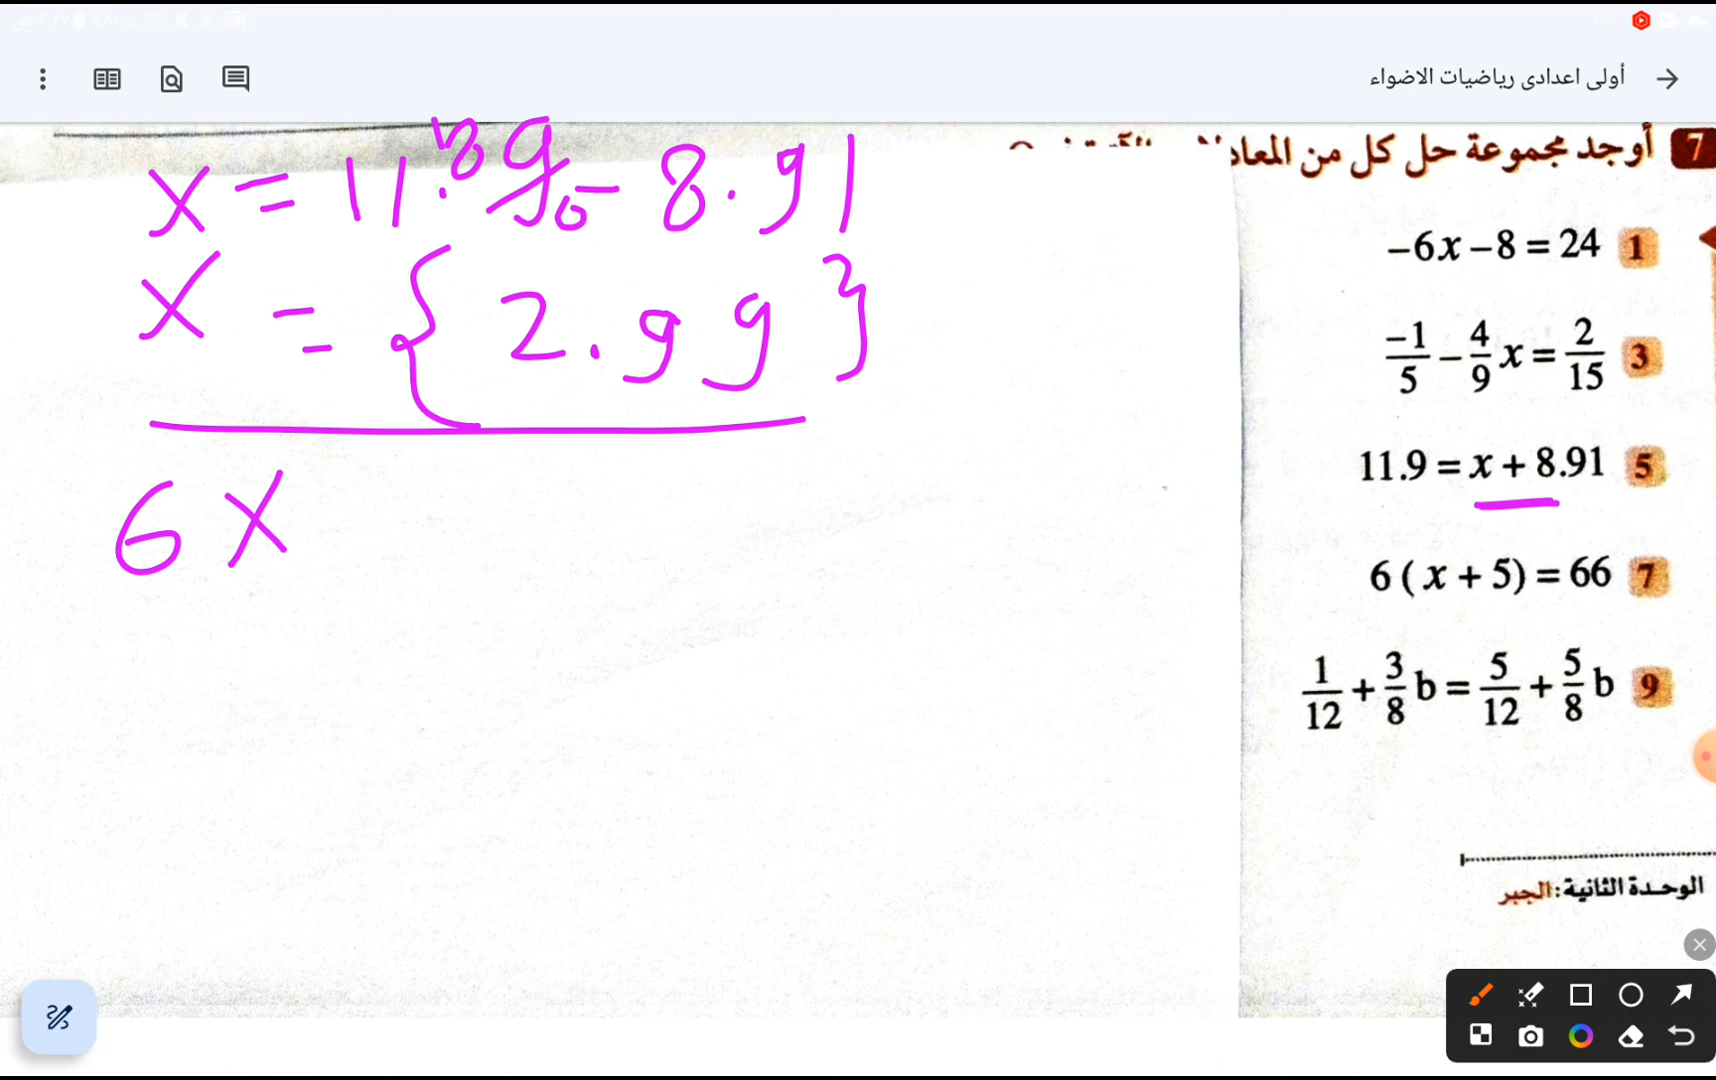 أولى اعدادى رياضيات الاضواء
7 أوجد مجموعة حل كل من
1 -6x-8=24
3 -1/5 - 4/9 x = 2/15
5 11.9 = x + 8.91
7 6 ( x + 5) = 66
9 1/12 + 3/8 b = 5/12 + 5/8 b
الوحدة الثانية: الجبر
x = 11.9 - 8.91
x = { 2.99 }
6x